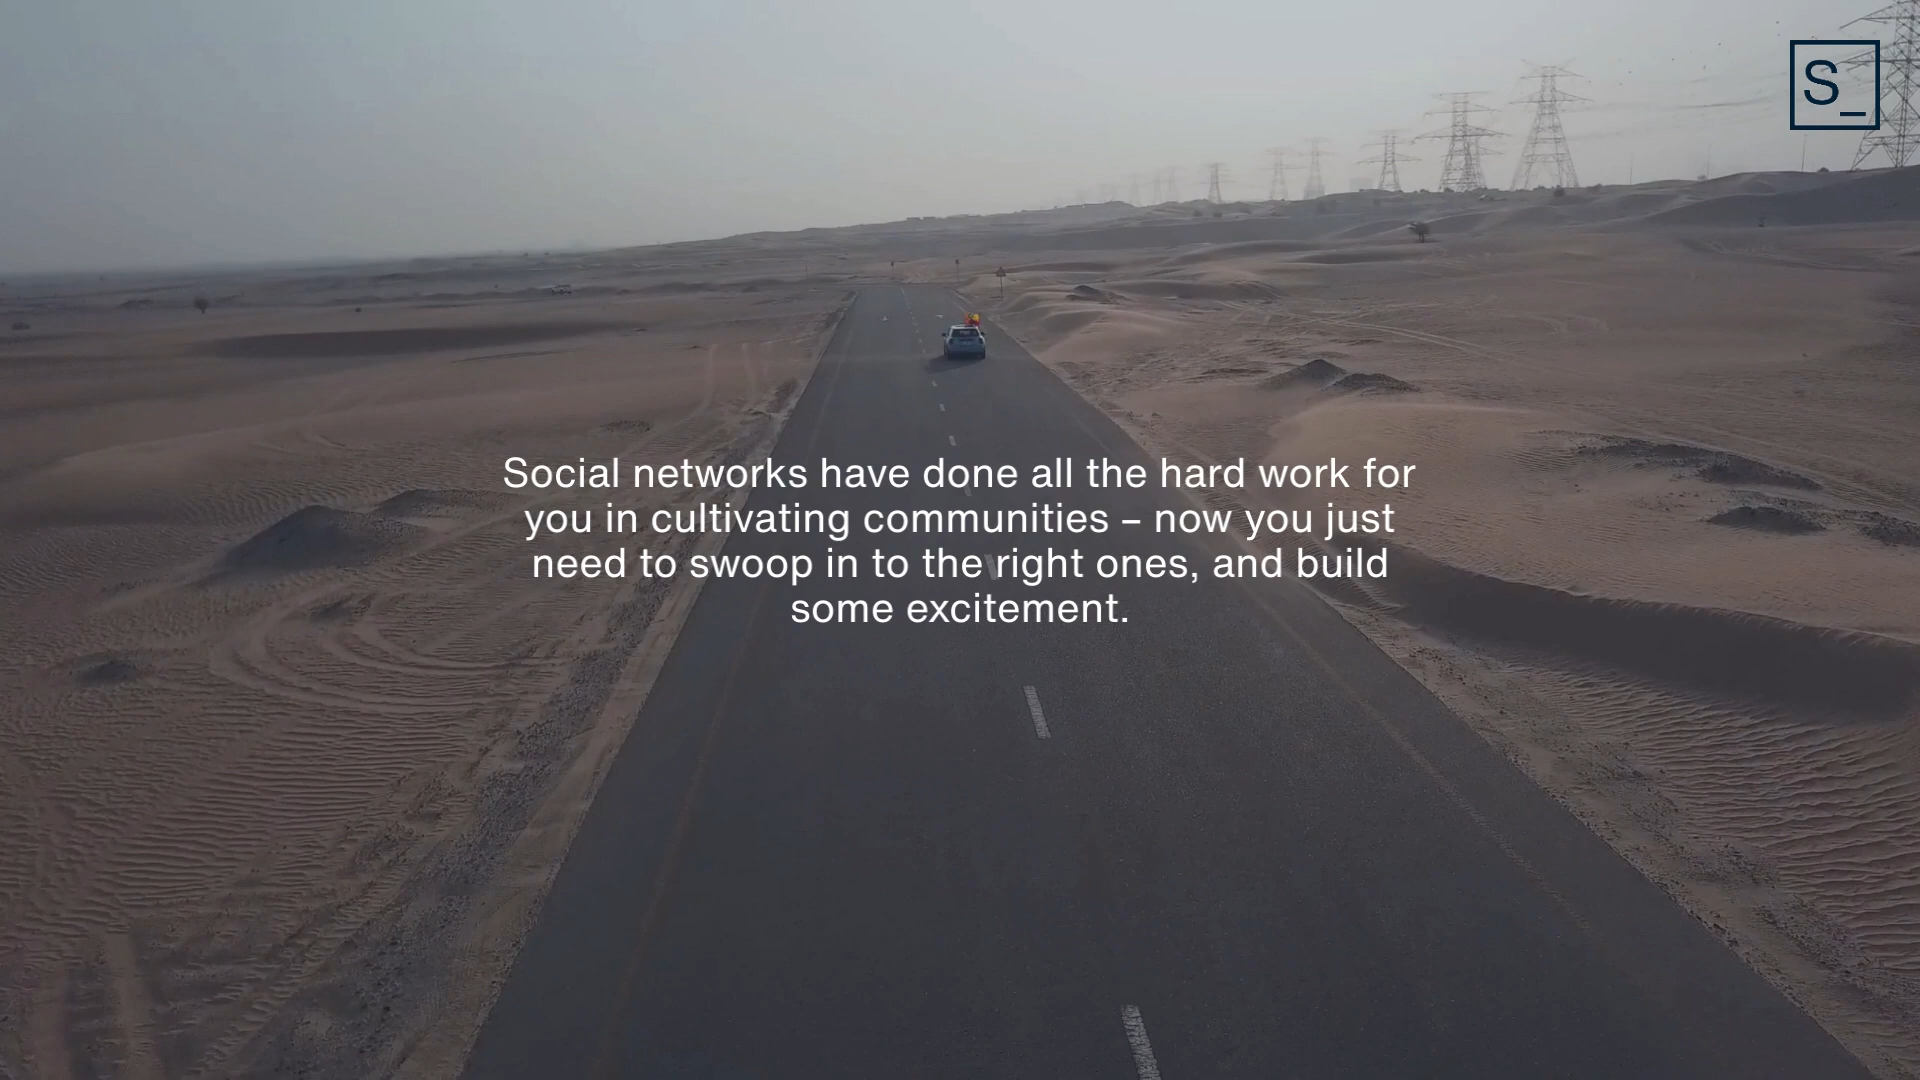 S_
Social networks have done all the hard work for
you in cultivating communities – now you just
need to swoop in to the right ones, and build
some excitement.